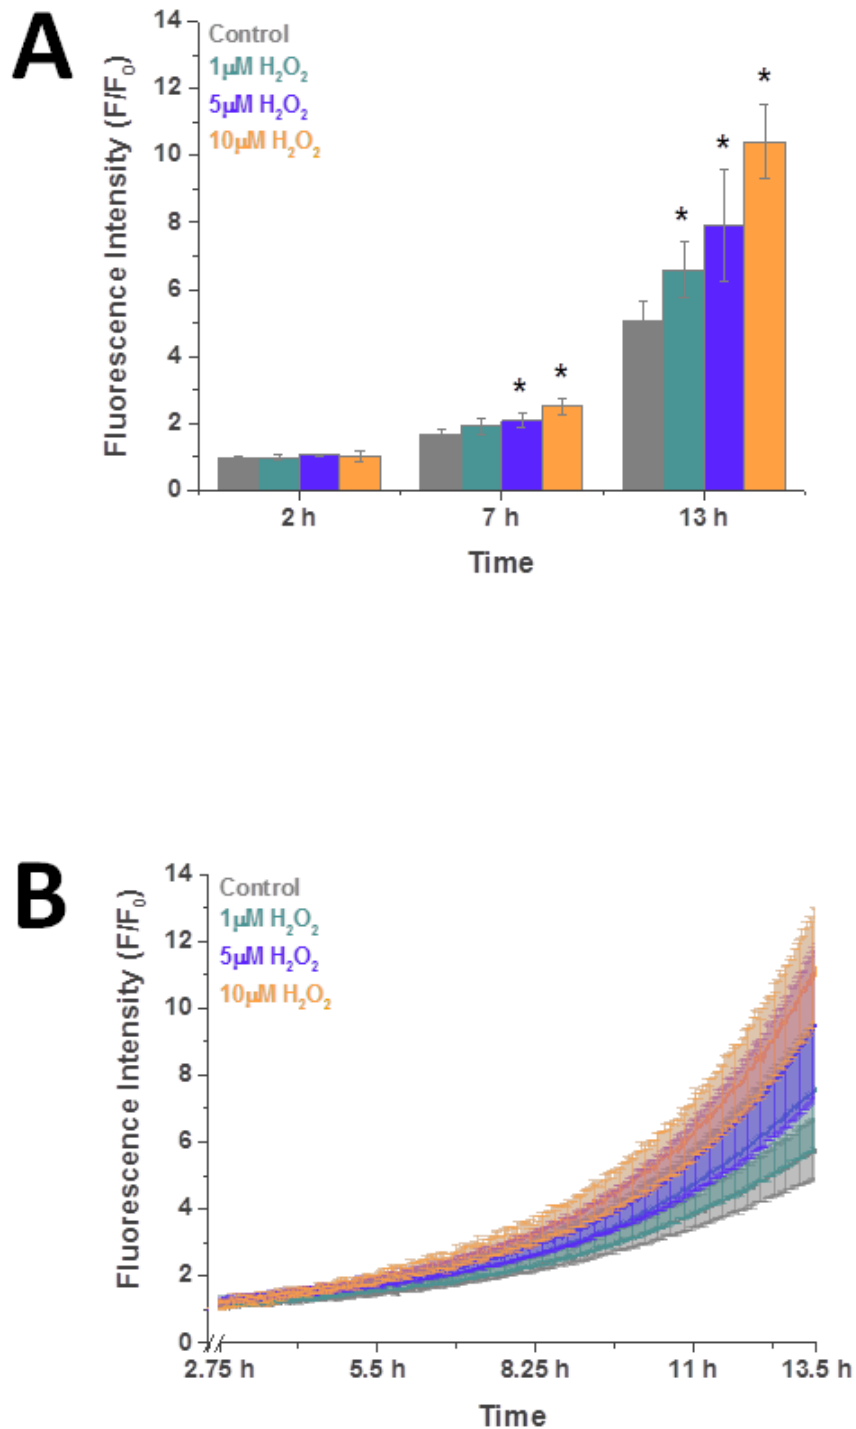 A
Fluorescence Intensity (F/F₀)
14
12
10
8
6
4
2
0
Control
1μM H₂O₂
5μM H₂O₂
10μM H₂O₂
* * * * *
2 h 7 h 13 h
Time
B
Fluorescence Intensity (F/F₀)
14
12
10
8
6
4
2
0
Control
1μM H₂O₂
5μM H₂O₂
10μM H₂O₂
2.75 h 5.5 h 8.25 h 11 h 13.5 h
Time